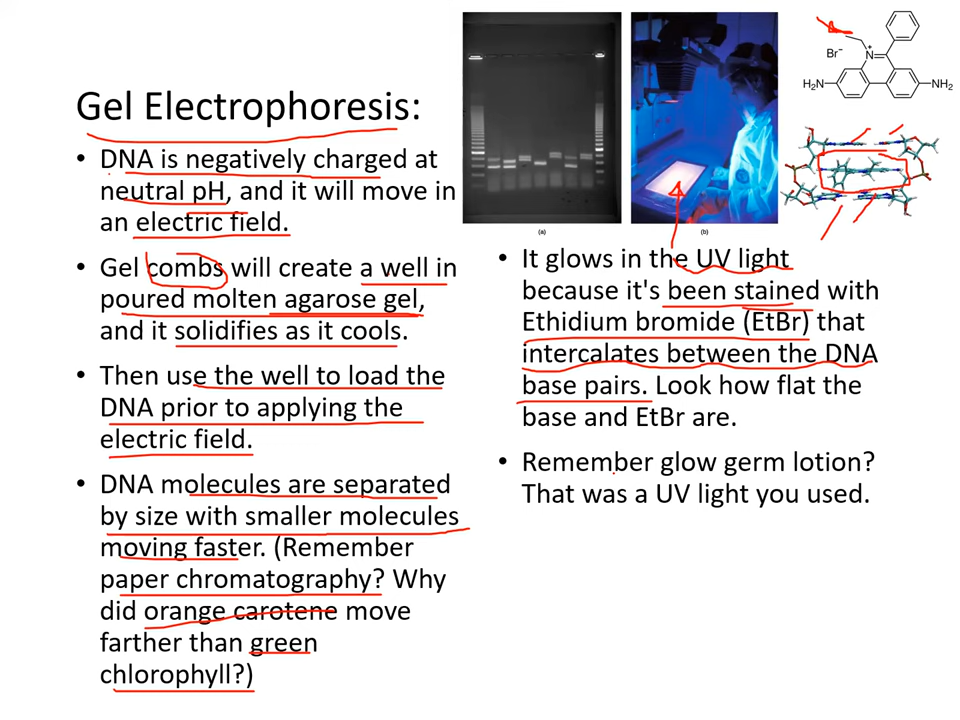 Gel Electrophoresis:
• DNA is negatively charged at
neutral pH, and it will move in
an electric field.
• Gel combs will create a well in
poured molten agarose gel,
and it solidifies as it cools.
• Then use the well to load the
DNA prior to applying the
electric field.
• DNA molecules are separated
by size with smaller molecules
moving faster. (Remember
paper chromatography? Why
did orange carotene move
farther than green
chlorophyll?)
(a)
(b)
Br⁻
N⁺
H₂N
NH₂
• It glows in the UV light
because it's been stained with
Ethidium bromide (EtBr) that
intercalates between the DNA
base pairs. Look how flat the
base and EtBr are.
• Remember glow germ lotion?
That was a UV light you used.